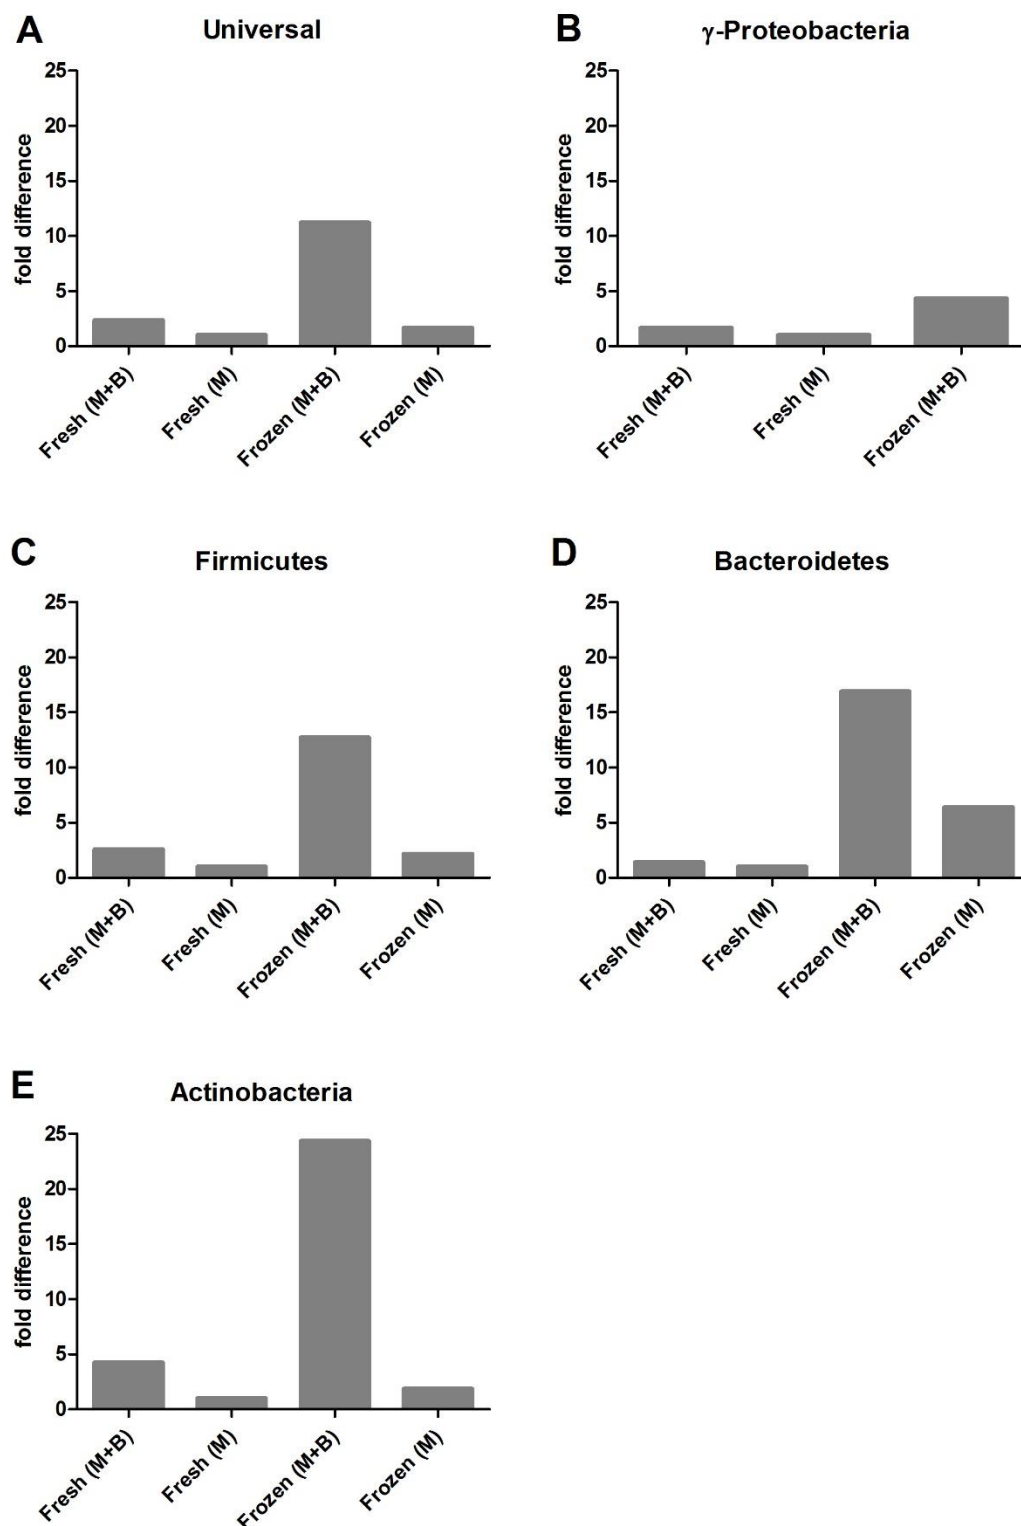 A
Universal
fold difference
25
20
15
10
5
0
Fresh (M+B)
Fresh (M)
Frozen (M+B)
Frozen (M)
B
γ-Proteobacteria
fold difference
25
20
15
10
5
0
Fresh (M+B)
Fresh (M)
Frozen (M+B)
C
Firmicutes
fold difference
25
20
15
10
5
0
Fresh (M+B)
Fresh (M)
Frozen (M+B)
Frozen (M)
D
Bacteroidetes
fold difference
25
20
15
10
5
0
Fresh (M+B)
Fresh (M)
Frozen (M+B)
Frozen (M)
E
Actinobacteria
fold difference
25
20
15
10
5
0
Fresh (M+B)
Fresh (M)
Frozen (M+B)
Frozen (M)